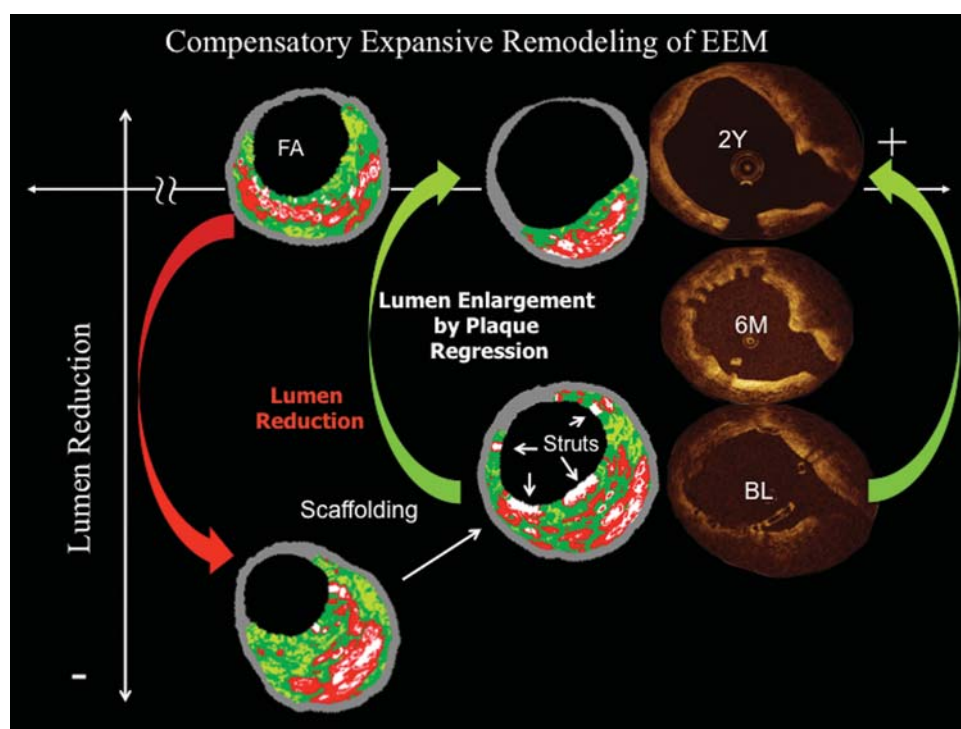 Compensatory Expansive Remodeling of EEM
FA
2Y
+
Lumen Enlargement
by Plaque
Regression
6M
Lumen
Reduction
Struts
BL
Scaffolding
Lumen Reduction
-